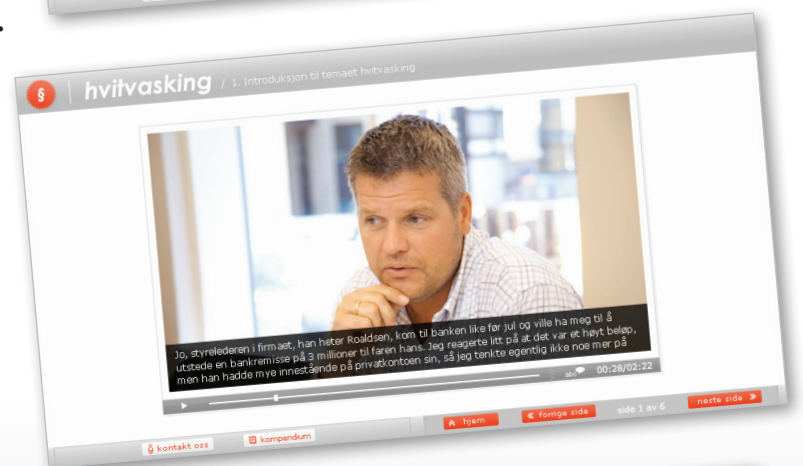 § hvitvasking / 1. Introduksjon til temaet hvitvasking
Jo, styrelederen i firmaet, han heter Roaldsen, kom til banken like før jul og ville ha meg til å
utstede en bankremisse på 3 millioner til faren hans. Jeg reagerte litt på at det var et høyt beløp,
men han hadde mye innestående på privatkontoen sin, så jeg tenkte egentlig ikke noe mer på
abc 00:28/02:22
kontakt oss kompendium hjem forrige side side 1 av 6 neste side